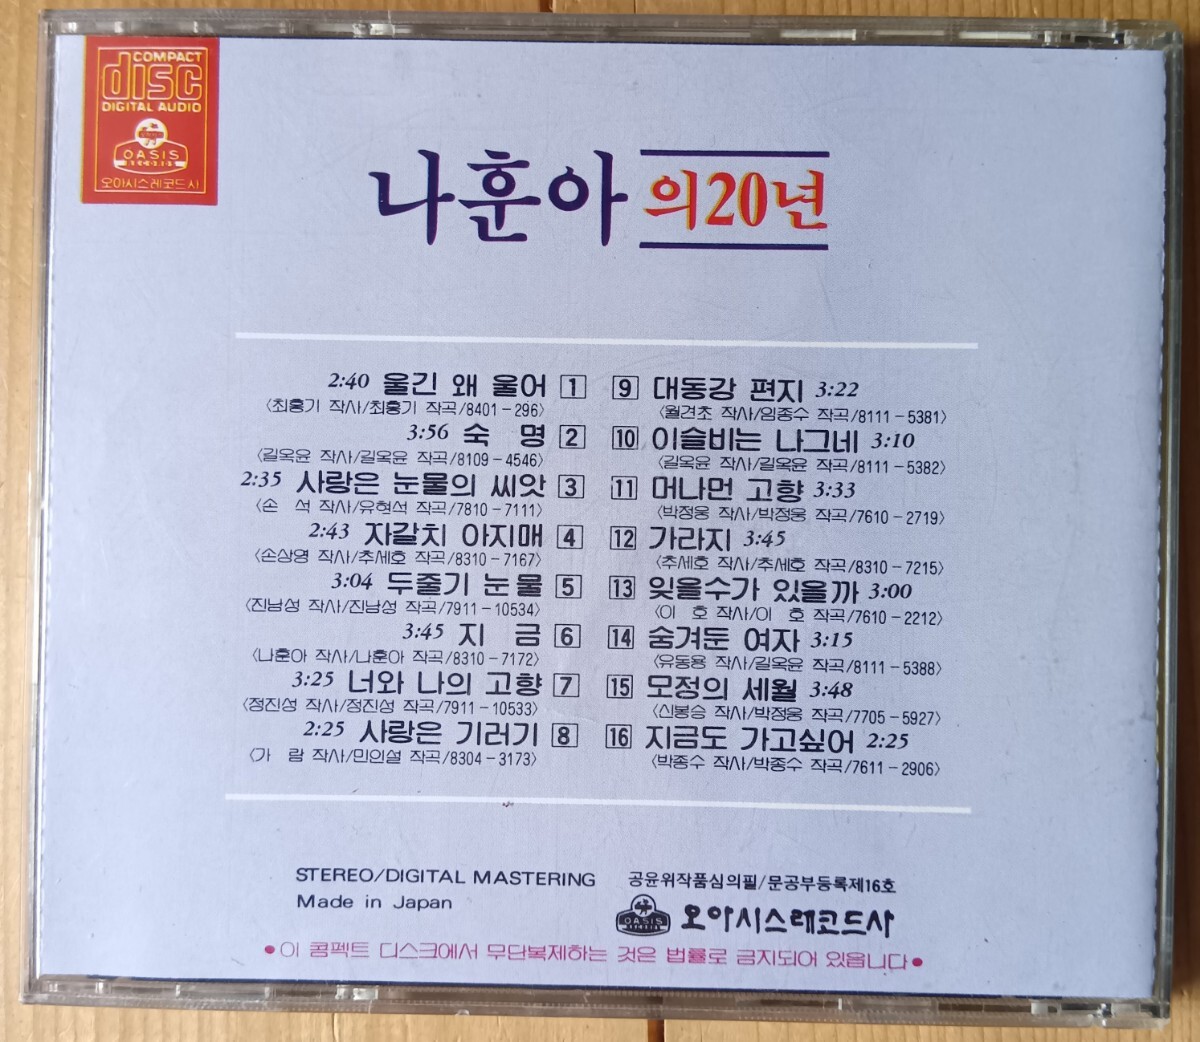 COMPACT
disc
DIGITAL AUDIO
OASIS
RECORDS
오아시스레코드사
나훈아 의20년
2:40 울긴 왜 울어 1
〈최홍기 작사/최홍기 작곡/8401-296〉
3:56 숙 명 2
〈길옥윤 작사/길옥윤 작곡/8109-4546〉
2:35 사랑은 눈물의 씨앗 3
〈손 석 작사/유현석 작곡/7810-7111〉
2:43 자갈치 아지매 4
〈손상영 작사/추세호 작곡/8310-7167〉
3:04 두줄기 눈물 5
〈진남성 작사/진남성 작곡/7911-10534〉
3:45 지 금 6
〈나훈아 작사/나훈아 작곡/8310-7172〉
3:25 너와 나의 고향 7
〈정진성 작사/정진성 작곡/7911-10533〉
2:25 사랑은 기러기 8
〈가 람 작사/민인설 작곡/8304-3173〉
9 대동강 편지 3:22
〈월견초 작사/임종수 작곡/8111-5381〉
10 이슬비는 나그네 3:10
〈길옥윤 작사/길옥윤 작곡/8111-5382〉
11 머나먼 고향 3:33
〈박정웅 작사/박정웅 작곡/7610-2719〉
12 가라지 3:45
〈추세호 작사/추세호 작곡/8310-7215〉
13 잊을수가 있을까 3:00
〈이 호 작사/이 호 작곡/7610-2212〉
14 숨겨둔 여자 3:15
〈유동용 작사/길옥윤 작곡/8111-5388〉
15 모정의 세월 3:48
〈신봉승 작사/박정웅 작곡/7705-5927〉
16 지금도 가고싶어 2:25
〈박종수 작사/박종수 작곡/7611-2906〉
STEREO/DIGITAL MASTERING
Made in Japan
공윤위작품심의필/문공부등록제16호
OASIS
RECORDS
오아시스레코드사
•이 콤팩트 디스크에서 무단복제하는 것은 법률로 금지되어 있읍니다•